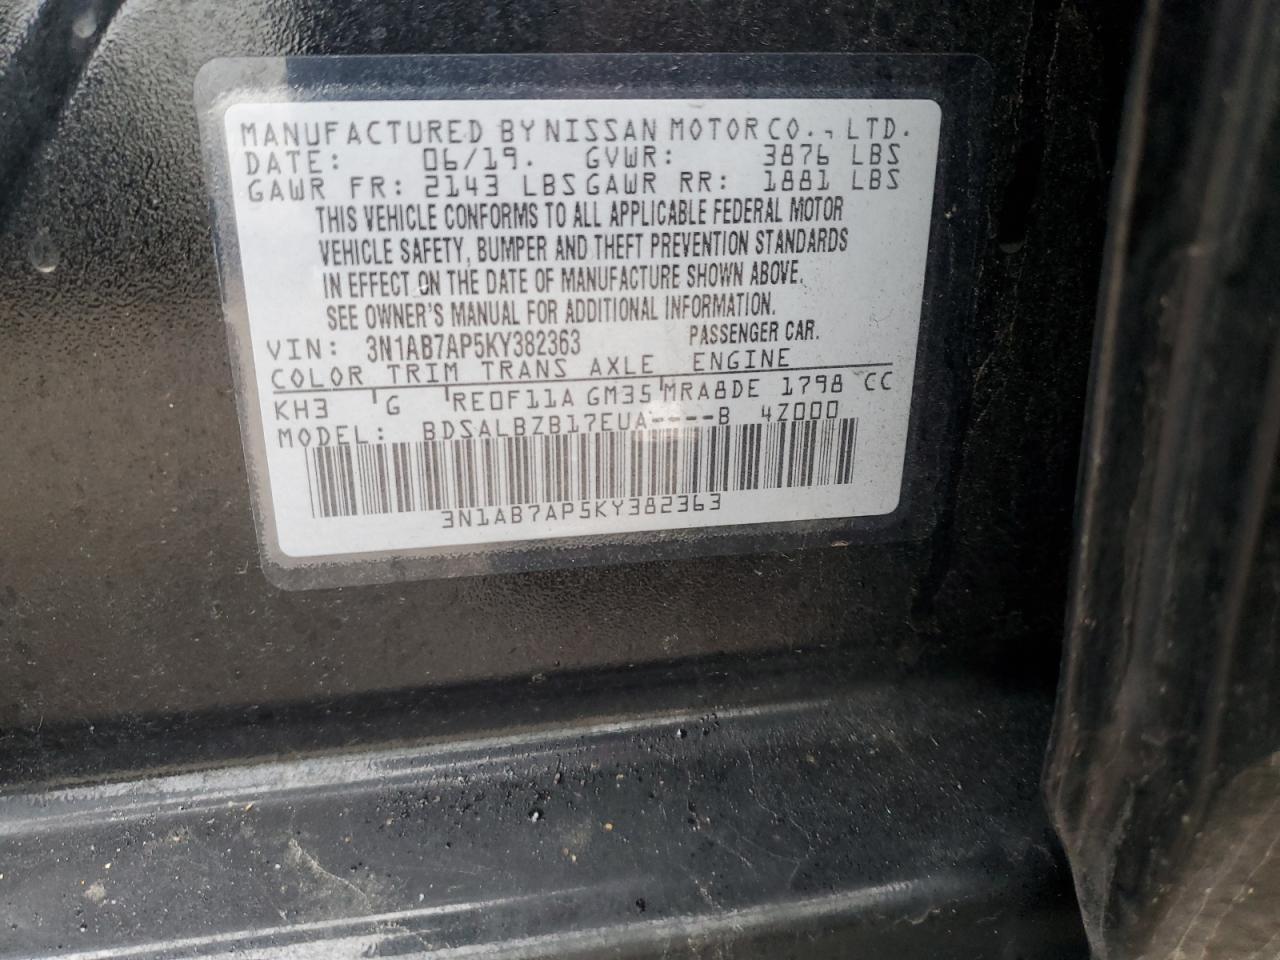 MANUFACTURED BY NISSAN MOTOR CO., LTD.
DATE: 06/19. GVWR: 3876 LBS
GAWR FR: 2143 LBS GAWR RR: 1881 LBS
THIS VEHICLE CONFORMS TO ALL APPLICABLE FEDERAL MOTOR
VEHICLE SAFETY, BUMPER AND THEFT PREVENTION STANDARDS
IN EFFECT ON THE DATE OF MANUFACTURE SHOWN ABOVE.
SEE OWNER'S MANUAL FOR ADDITIONAL INFORMATION.
VIN: 3N1AB7AP5KY382363 PASSENGER CAR.
COLOR TRIM TRANS AXLE ENGINE
KH3 G RE0F11A GM35 MRA8DE 1798 CC
MODEL: BDSALBZB17EUA----B 4Z000
3N1AB7AP5KY382363